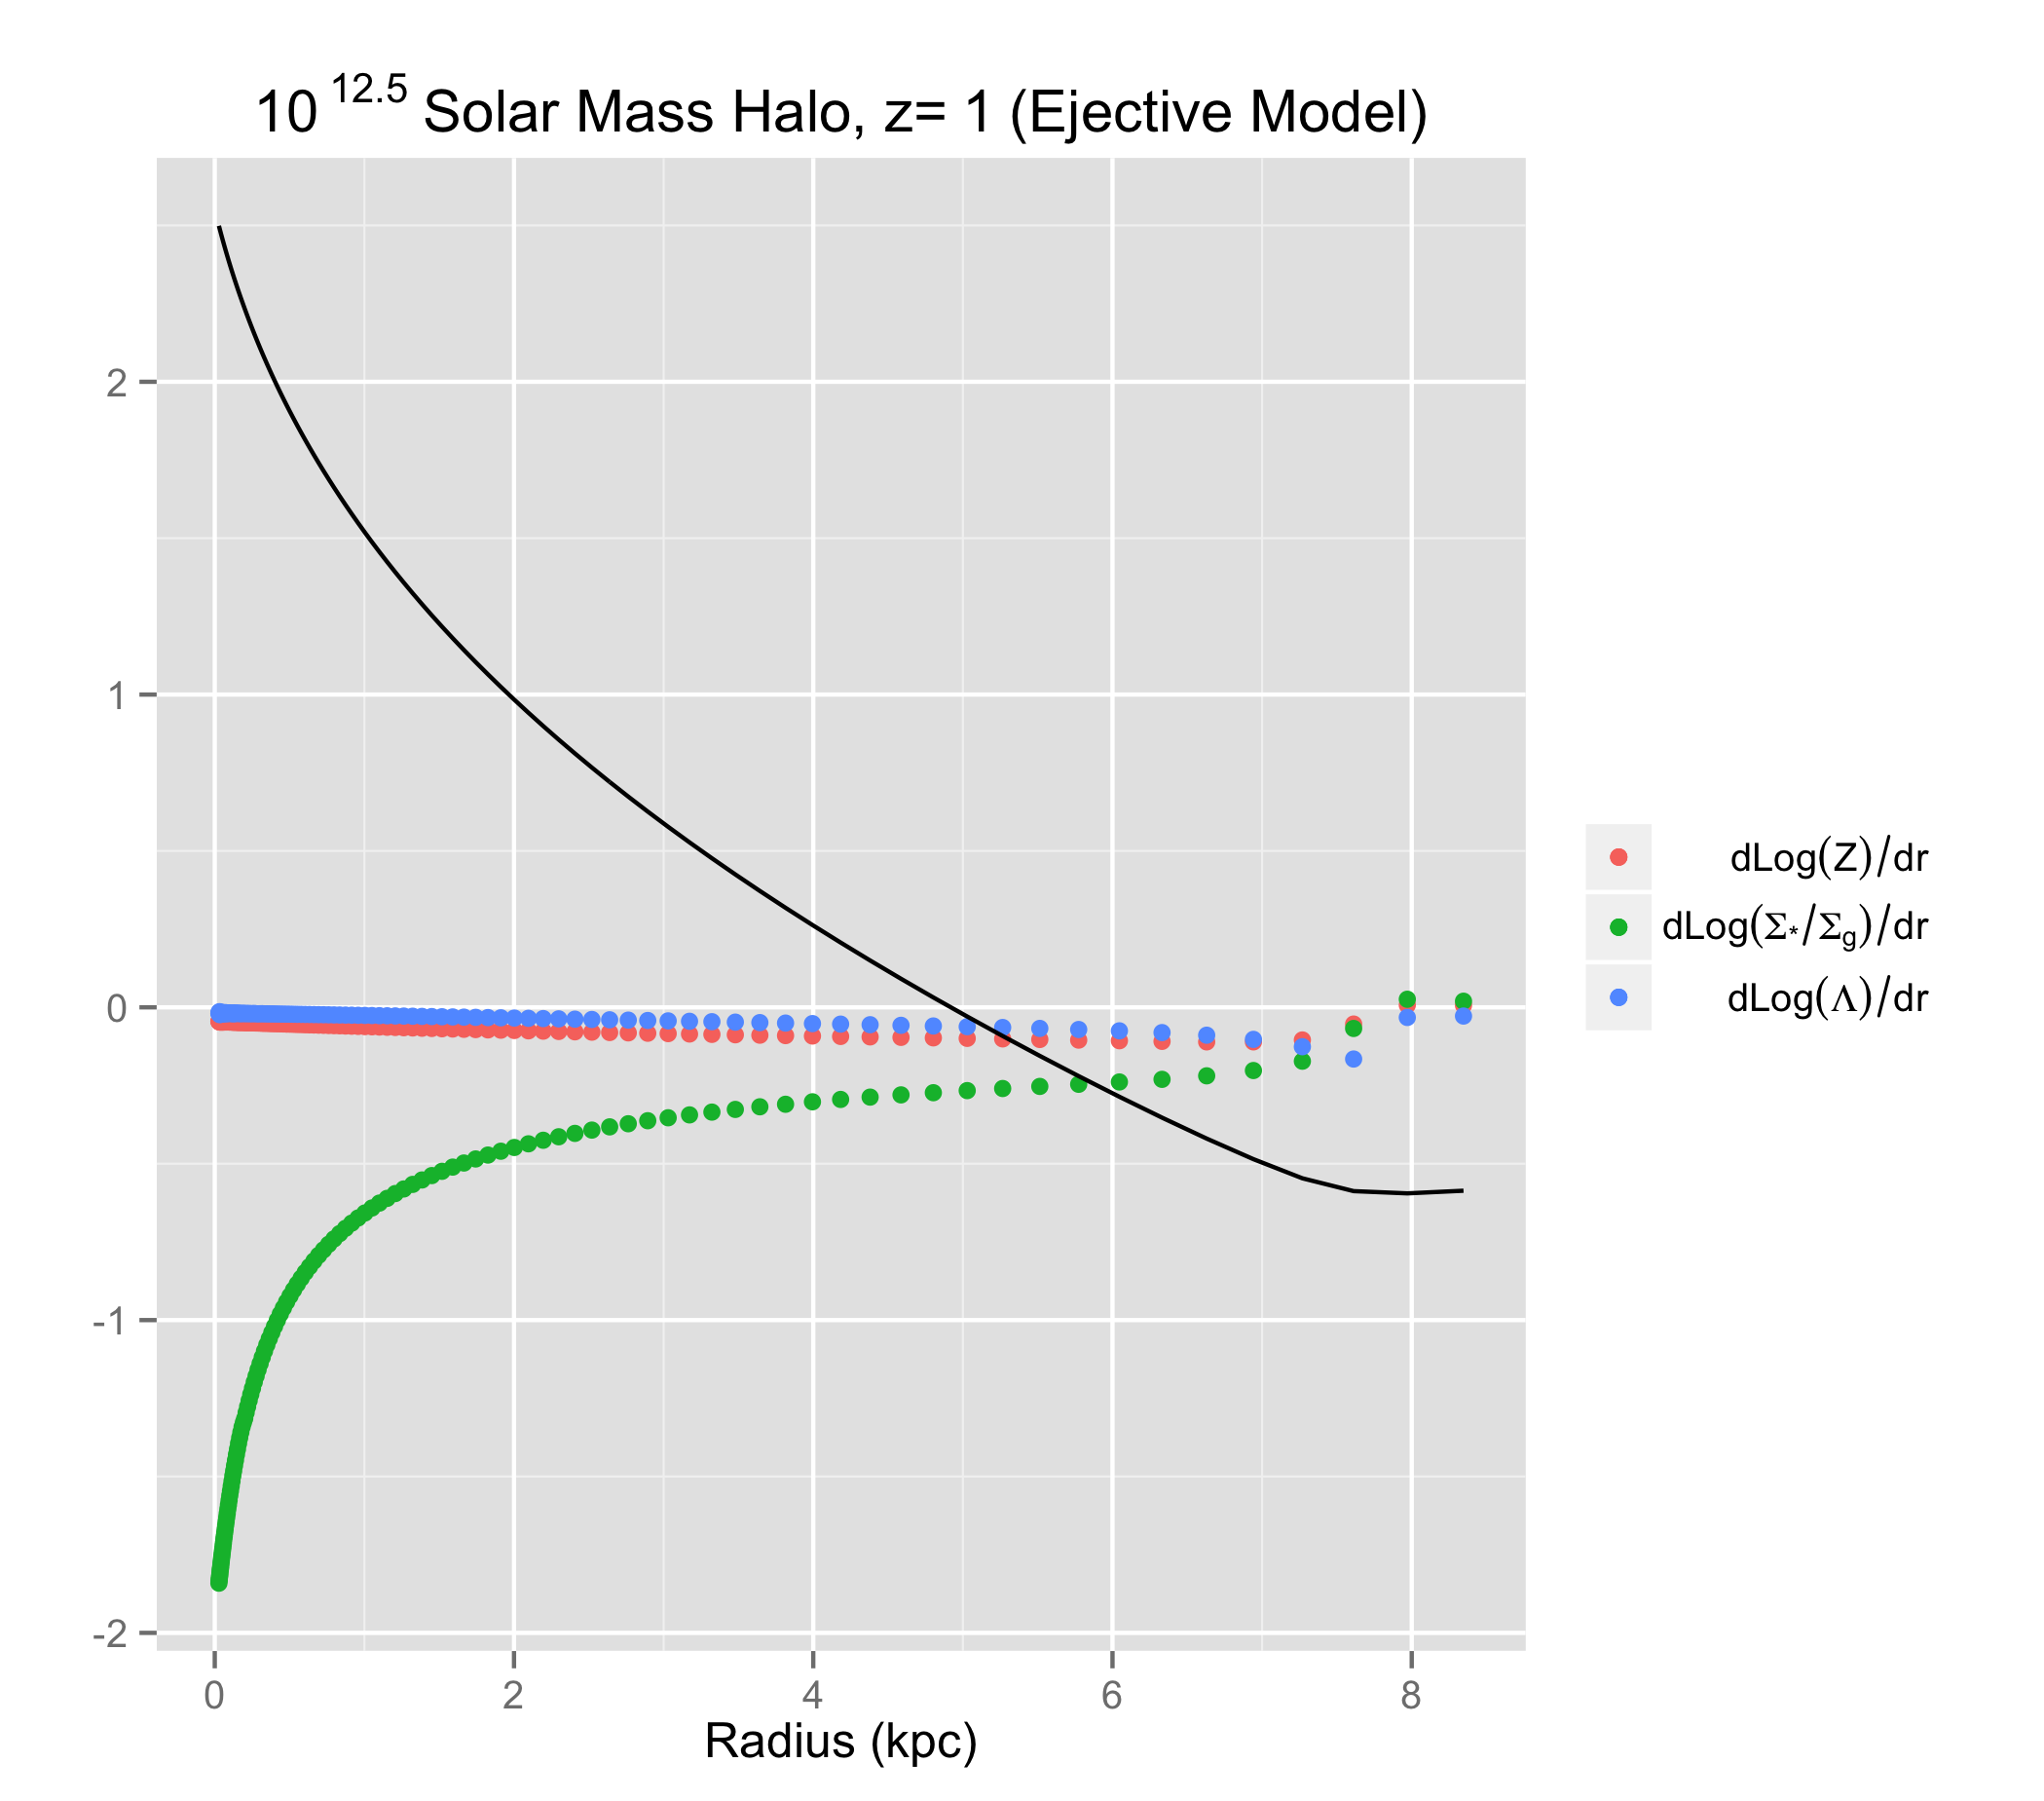 10^12.5 Solar Mass Halo, z= 1 (Ejective Model)
2
1
0
-1
-2
0 2 4 6 8
Radius (kpc)
dLog(Z)/dr
dLog(Σ*/Σg)/dr
dLog(Λ)/dr